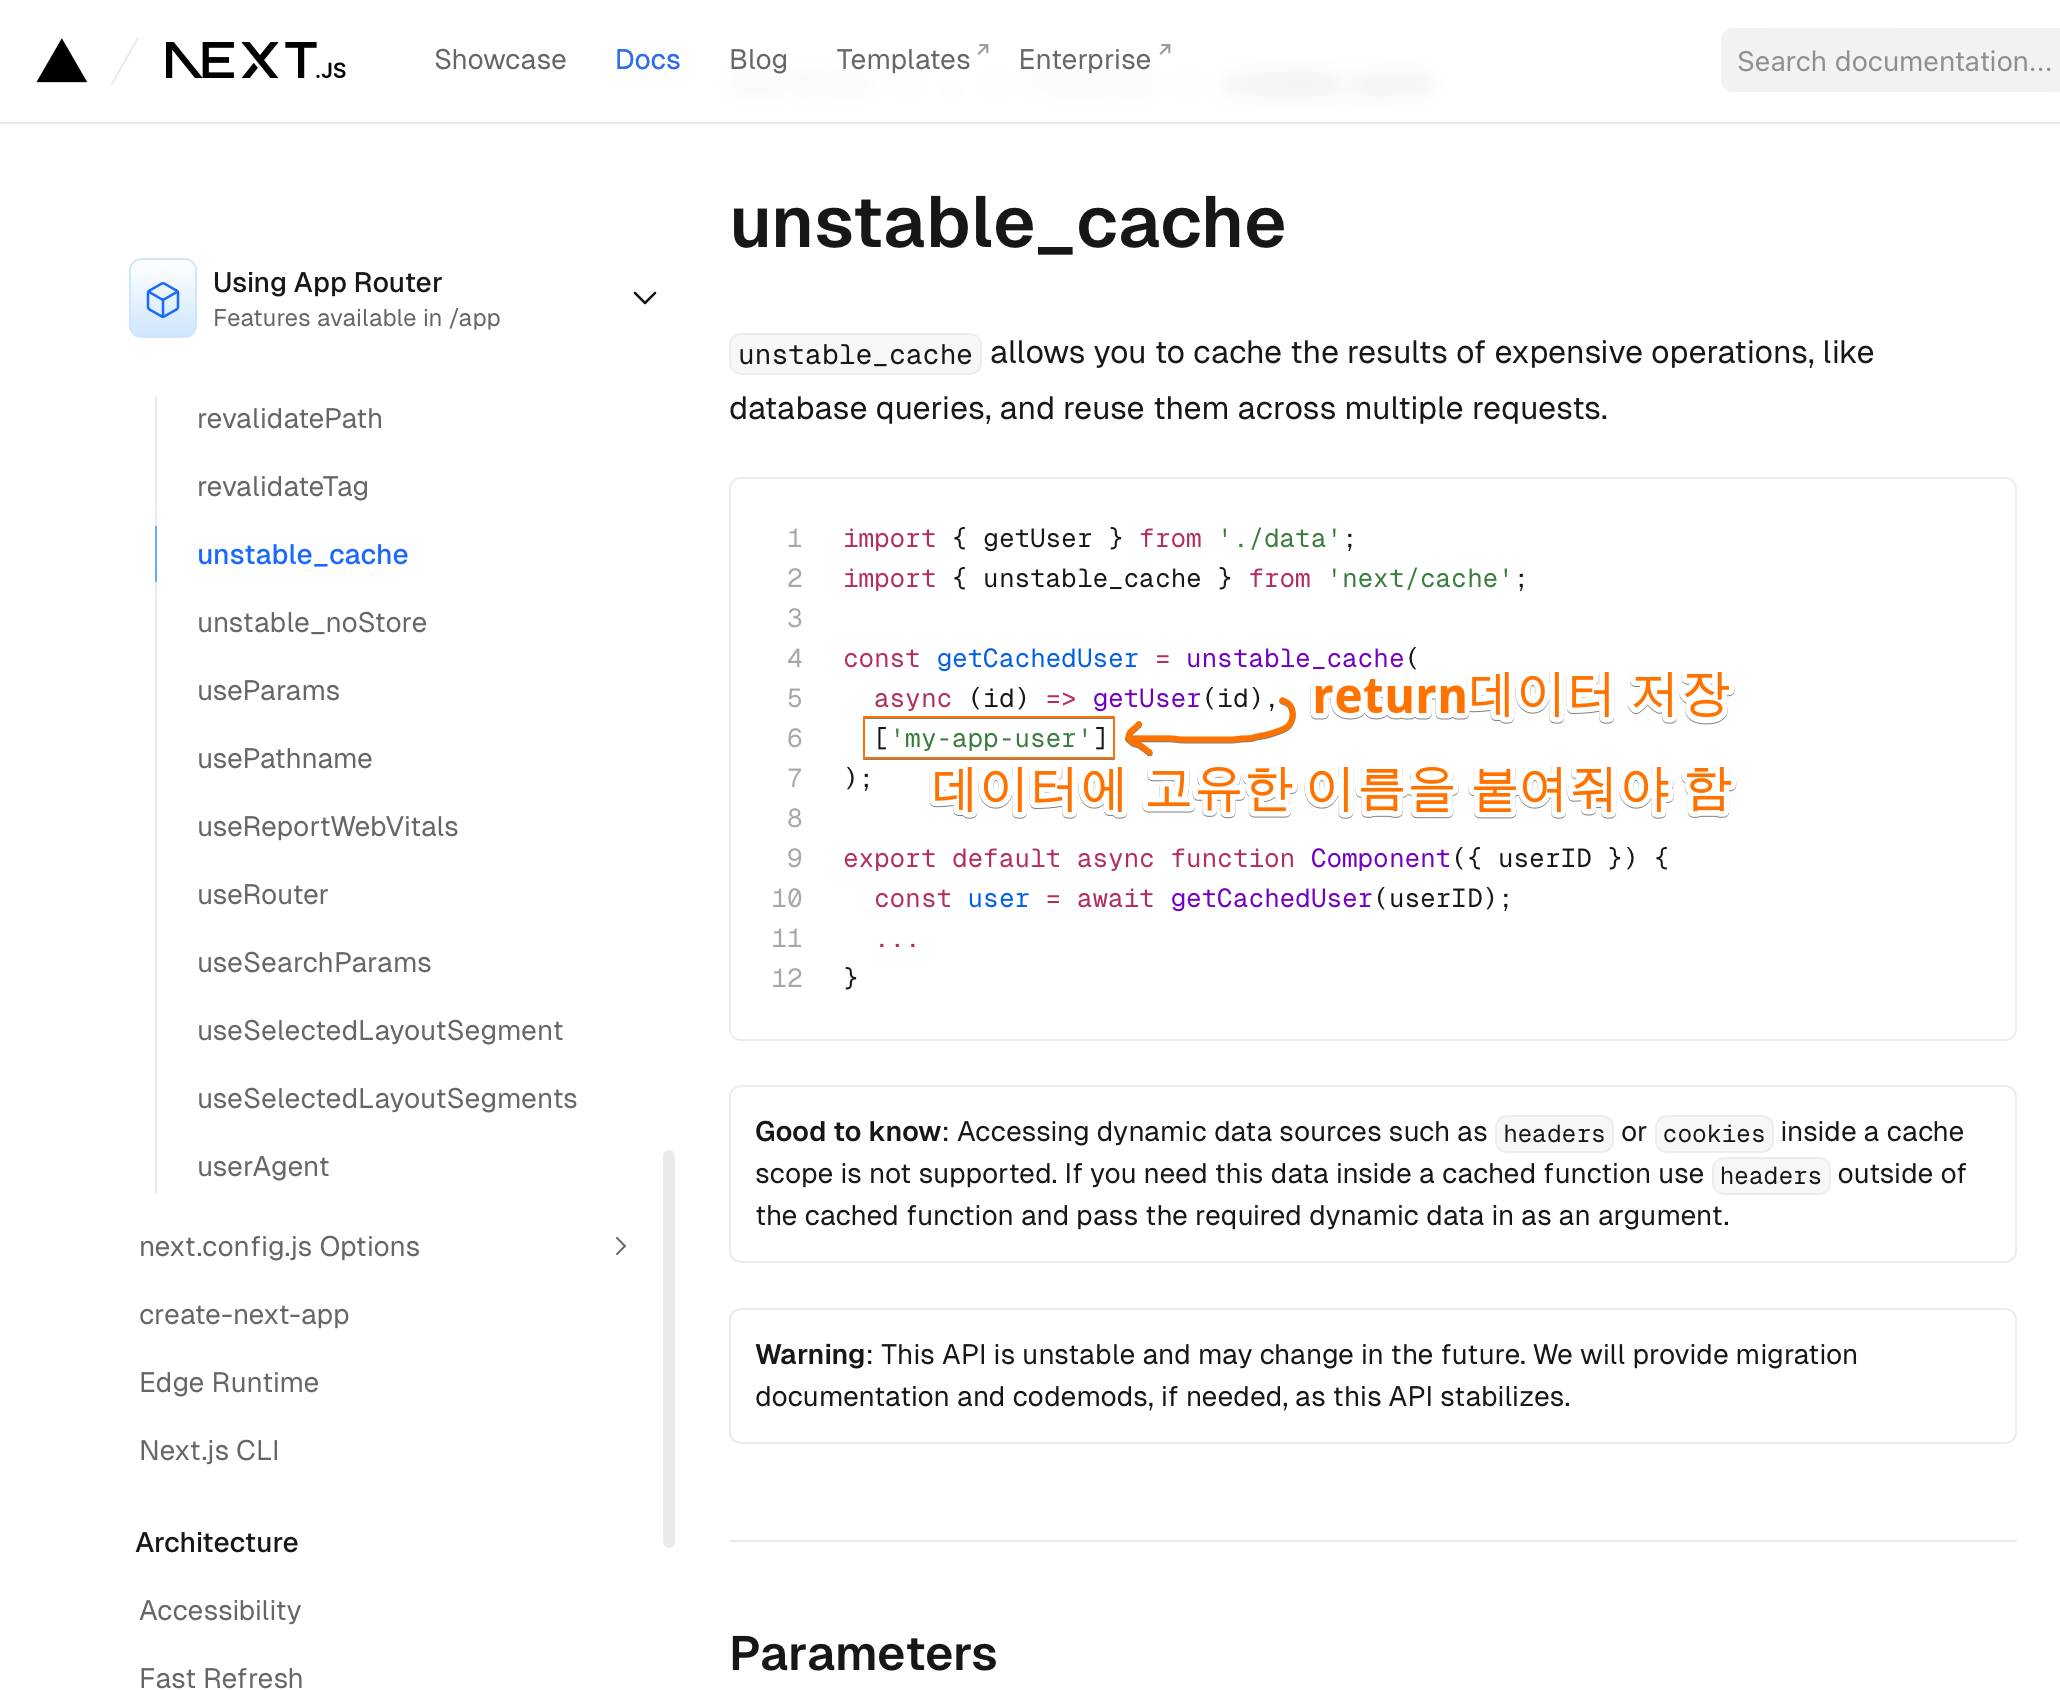 NEXT.JS
Showcase
Docs
Blog
Templates ↗
Enterprise ↗
Search documentation...
Using App Router
Features available in /app
revalidatePath
revalidateTag
unstable_cache
unstable_noStore
useParams
usePathname
useReportWebVitals
useRouter
useSearchParams
useSelectedLayoutSegment
useSelectedLayoutSegments
userAgent
next.config.js Options
create-next-app
Edge Runtime
Next.js CLI
Architecture
Accessibility
Fast Refresh
unstable_cache
unstable_cache allows you to cache the results of expensive operations, like
database queries, and reuse them across multiple requests.
1 import { getUser } from './data';
2 import { unstable_cache } from 'next/cache';
3
4 const getCachedUser = unstable_cache(
5 async (id) => getUser(id),
return데이터 저장
6 ['my-app-user']
7 );
데이터에 고유한 이름을 붙여줘야 함
8
9 export default async function Component({ userID }) {
10 const user = await getCachedUser(userID);
11 ...
12 }
Good to know: Accessing dynamic data sources such as headers or cookies inside a cache
scope is not supported. If you need this data inside a cached function use headers outside of
the cached function and pass the required dynamic data in as an argument.
Warning: This API is unstable and may change in the future. We will provide migration
documentation and codemods, if needed, as this API stabilizes.
Parameters